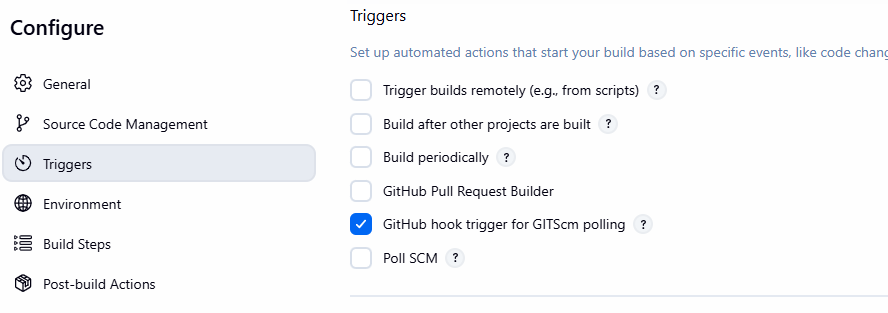 Configure
General
Source Code Management
Triggers
Environment
Build Steps
Post-build Actions
Triggers
Set up automated actions that start your build based on specific events, like code chang
Trigger builds remotely (e.g., from scripts) ?
Build after other projects are built ?
Build periodically ?
GitHub Pull Request Builder
GitHub hook trigger for GITScm polling ?
Poll SCM ?